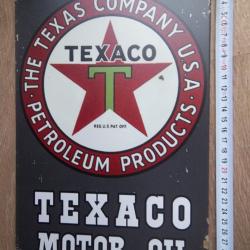 THE TEXAS COMPANY U.S.A.
TEXACO
T
REG. U.S. PAT. OFF.
PETROLEUM PRODUCTS
TEXACO
MOTOR OIL